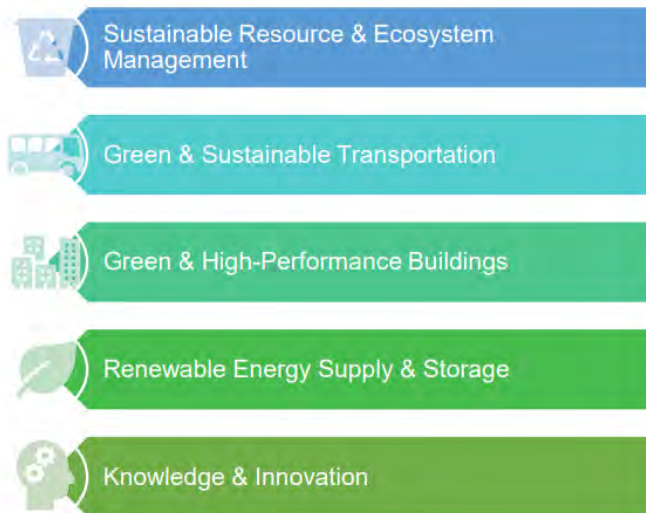 Sustainable Resource & Ecosystem
Management
Green & Sustainable Transportation
Green & High-Performance Buildings
Renewable Energy Supply & Storage
Knowledge & Innovation